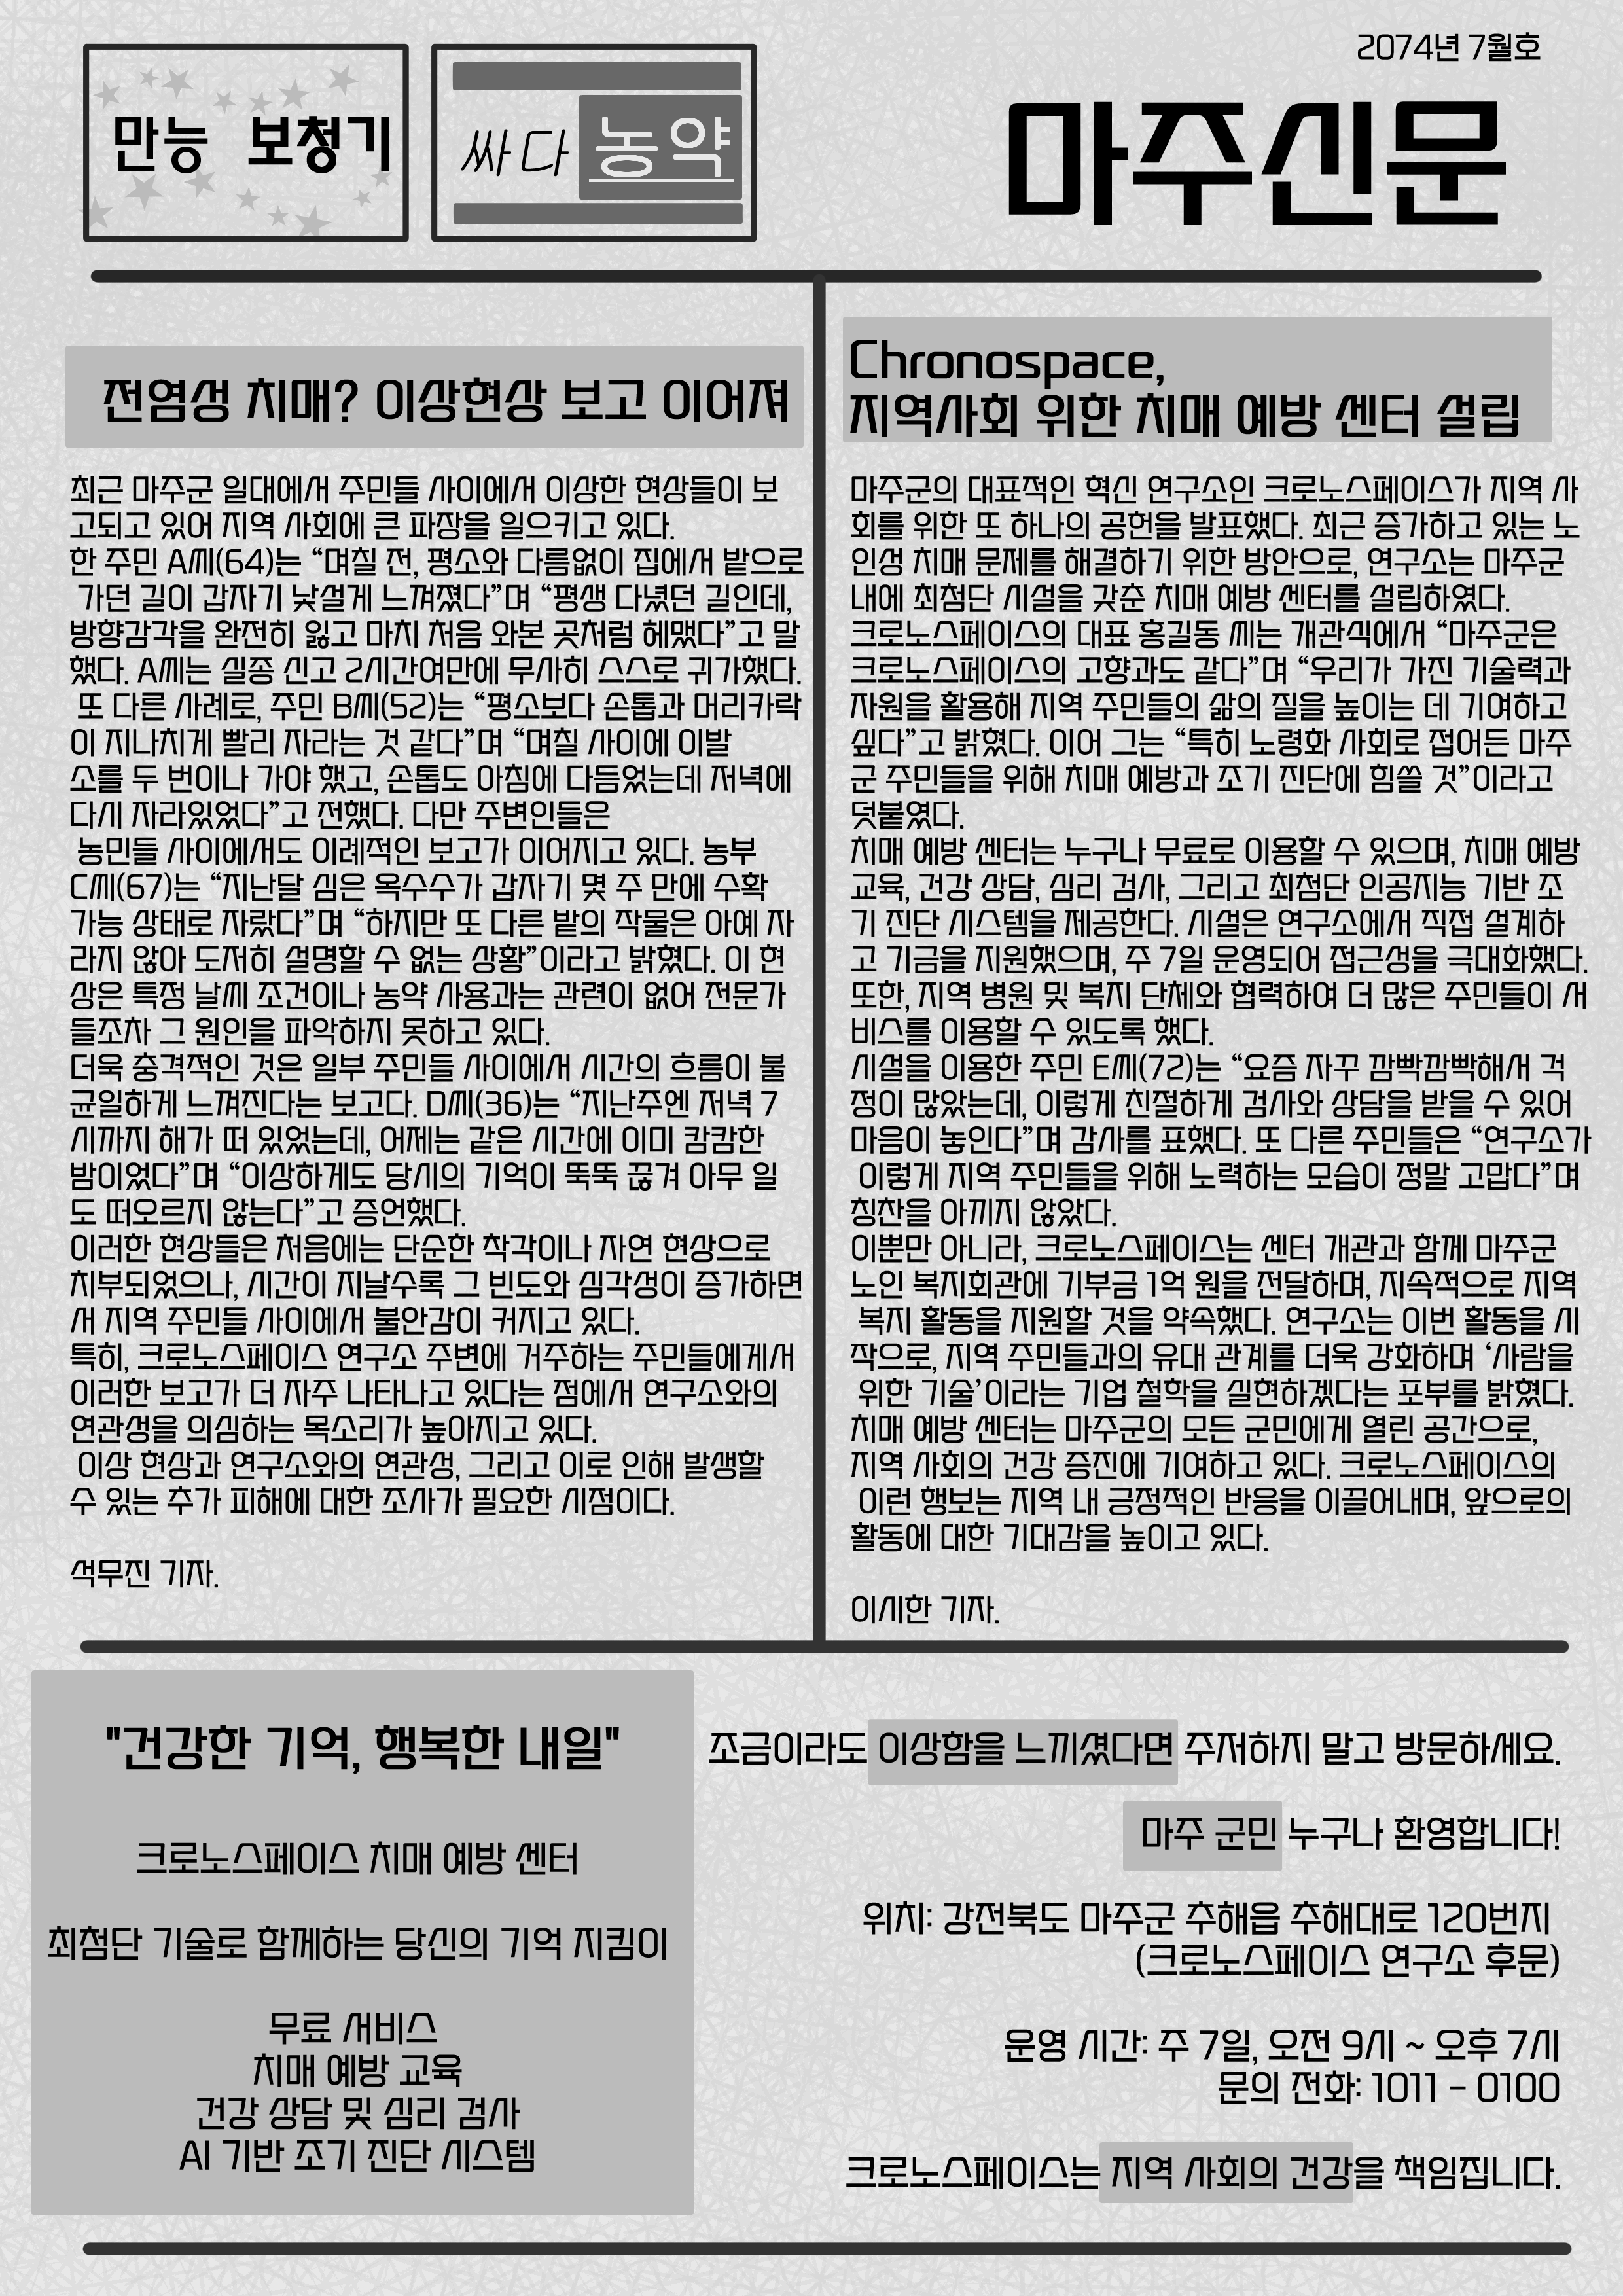 2074년 7월호
만능 보청기
싸다 농약
마주신문
전염성 치매? 이상현상 보고 이어져
최근 마주군 일대에서 주민들 사이에서 이상한 현상들이 보
고되고 있어 지역 사회에 큰 파장을 일으키고 있다.
한 주민 A씨(64)는 “며칠 전, 평소와 다름없이 집에서 밭으로
가던 길이 갑자기 낯설게 느껴졌다”며 “평생 다녔던 길인데,
방향감각을 완전히 잃고 마치 처음 와본 곳처럼 헤맸다”고 말
했다. A씨는 실종 신고 2시간여만에 무사히 스스로 귀가했다.
또 다른 사례로, 주민 B씨(52)는 “평소보다 손톱과 머리카락
이 지나치게 빨리 자라는 것 같다”며 “며칠 사이에 이발
소를 두 번이나 가야 했고, 손톱도 아침에 다듬었는데 저녁에
다시 자라있었다”고 전했다. 다만 주변인들은
농민들 사이에서도 이례적인 보고가 이어지고 있다. 농부
C씨(67)는 “지난달 심은 옥수수가 갑자기 몇 주 만에 수확
가능 상태로 자랐다”며 “하지만 또 다른 밭의 작물은 아예 자
라지 않아 도저히 설명할 수 없는 상황”이라고 밝혔다. 이 현
상은 특정 날씨 조건이나 농약 사용과는 관련이 없어 전문가
들조차 그 원인을 파악하지 못하고 있다.
더욱 충격적인 것은 일부 주민들 사이에서 시간의 흐름이 불
균일하게 느껴진다는 보고다. D씨(36)는 “지난주엔 저녁 7
시까지 해가 떠 있었는데, 어제는 같은 시간에 이미 캄캄한
밤이었다”며 “이상하게도 당시의 기억이 뚝뚝 끊겨 아무 일
도 떠오르지 않는다”고 증언했다.
이러한 현상들은 처음에는 단순한 착각이나 자연 현상으로
치부되었으나, 시간이 지날수록 그 빈도와 심각성이 증가하면
서 지역 주민들 사이에서 불안감이 커지고 있다.
특히, 크로노스페이스 연구소 주변에 거주하는 주민들에게서
이러한 보고가 더 자주 나타나고 있다는 점에서 연구소와의
연관성을 의심하는 목소리가 높아지고 있다.
이상 현상과 연구소와의 연관성, 그리고 이로 인해 발생할
수 있는 추가 피해에 대한 조사가 필요한 시점이다.
석무진 기자.
Chronospace,
지역사회 위한 치매 예방 센터 설립
마주군의 대표적인 혁신 연구소인 크로노스페이스가 지역 사
회를 위한 또 하나의 공헌을 발표했다. 최근 증가하고 있는 노
인성 치매 문제를 해결하기 위한 방안으로, 연구소는 마주군
내에 최첨단 시설을 갖춘 치매 예방 센터를 설립하였다.
크로노스페이스의 대표 홍길동 씨는 개관식에서 “마주군은
크로노스페이스의 고향과도 같다”며 “우리가 가진 기술력과
자원을 활용해 지역 주민들의 삶의 질을 높이는 데 기여하고
싶다”고 밝혔다. 이어 그는 “특히 노령화 사회로 접어든 마주
군 주민들을 위해 치매 예방과 조기 진단에 힘쓸 것”이라고
덧붙였다.
치매 예방 센터는 누구나 무료로 이용할 수 있으며, 치매 예방
교육, 건강 상담, 심리 검사, 그리고 최첨단 인공지능 기반 조
기 진단 시스템을 제공한다. 시설은 연구소에서 직접 설계하
고 기금을 지원했으며, 주 7일 운영되어 접근성을 극대화했다.
또한, 지역 병원 및 복지 단체와 협력하여 더 많은 주민들이 서
비스를 이용할 수 있도록 했다.
시설을 이용한 주민 E씨(72)는 “요즘 자꾸 깜빡깜빡해서 걱
정이 많았는데, 이렇게 친절하게 검사와 상담을 받을 수 있어
마음이 놓인다”며 감사를 표했다. 또 다른 주민들은 “연구소가
이렇게 지역 주민들을 위해 노력하는 모습이 정말 고맙다”며
칭찬을 아끼지 않았다.
이뿐만 아니라, 크로노스페이스는 센터 개관과 함께 마주군
노인 복지회관에 기부금 1억 원을 전달하며, 지속적으로 지역
복지 활동을 지원할 것을 약속했다. 연구소는 이번 활동을 시
작으로, 지역 주민들과의 유대 관계를 더욱 강화하며 ‘사람을
위한 기술’이라는 기업 철학을 실현하겠다는 포부를 밝혔다.
치매 예방 센터는 마주군의 모든 군민에게 열린 공간으로,
지역 사회의 건강 증진에 기여하고 있다. 크로노스페이스의
이런 행보는 지역 내 긍정적인 반응을 이끌어내며, 앞으로의
활동에 대한 기대감을 높이고 있다.
이시한 기자.
"건강한 기억, 행복한 내일"
크로노스페이스 치매 예방 센터
최첨단 기술로 함께하는 당신의 기억 지킴이
무료 서비스
치매 예방 교육
건강 상담 및 심리 검사
AI 기반 조기 진단 시스템
조금이라도 이상함을 느끼셨다면 주저하지 말고 방문하세요.
마주 군민 누구나 환영합니다!
위치: 강전북도 마주군 추해읍 추해대로 120번지
(크로노스페이스 연구소 후문)
운영 시간: 주 7일, 오전 9시 ~ 오후 7시
문의 전화: 1011 - 0100
크로노스페이스는 지역 사회의 건강을 책임집니다.